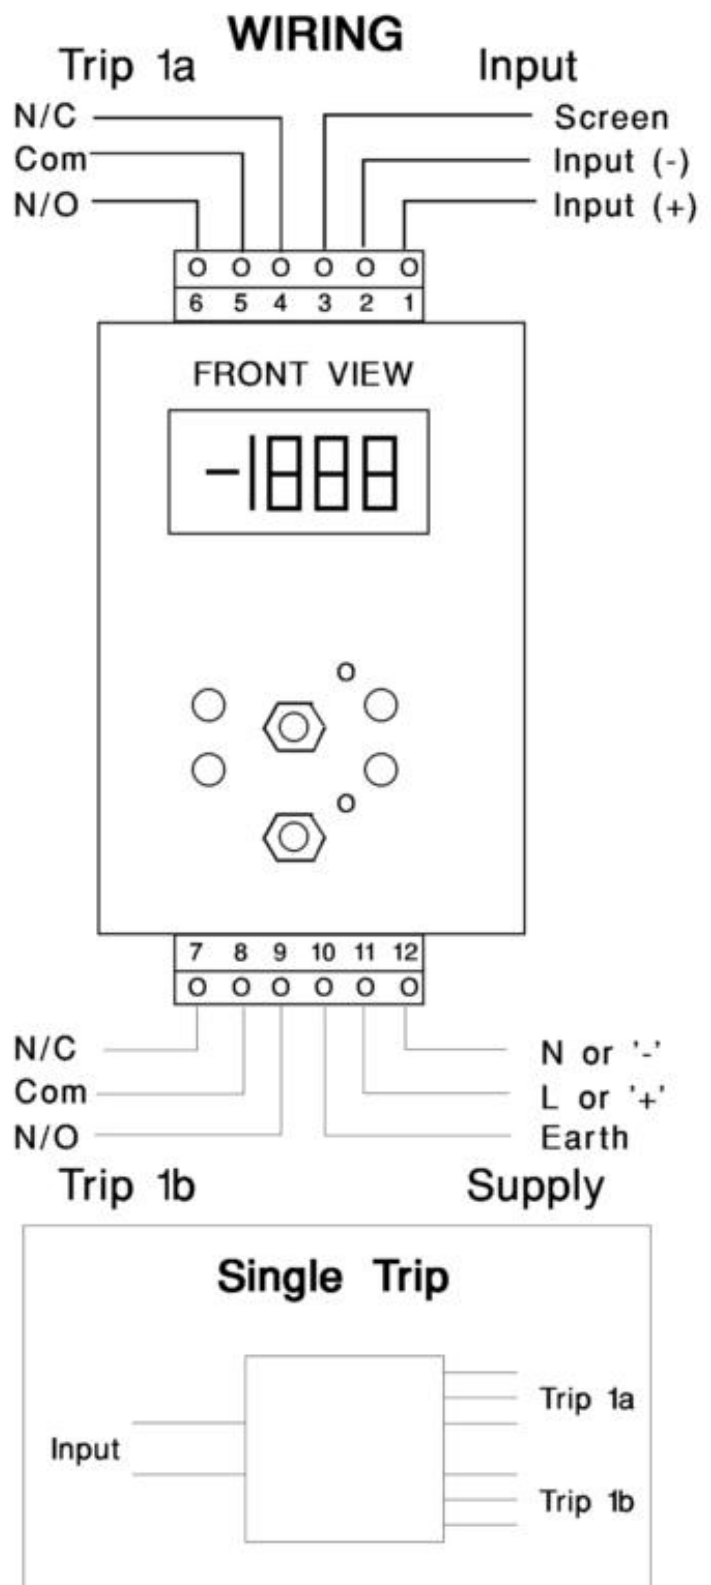 WIRING
Trip 1a Input
N/C Screen
Com Input (-)
N/O Input (+)
O O O O O O
6 5 4 3 2 1
FRONT VIEW
-1888
7 8 9 10 11 12
O O O O O O
N/C N or '-'
Com L or '+'
N/O Earth
Trip 1b Supply
Single Trip
Trip 1a
Input
Trip 1b